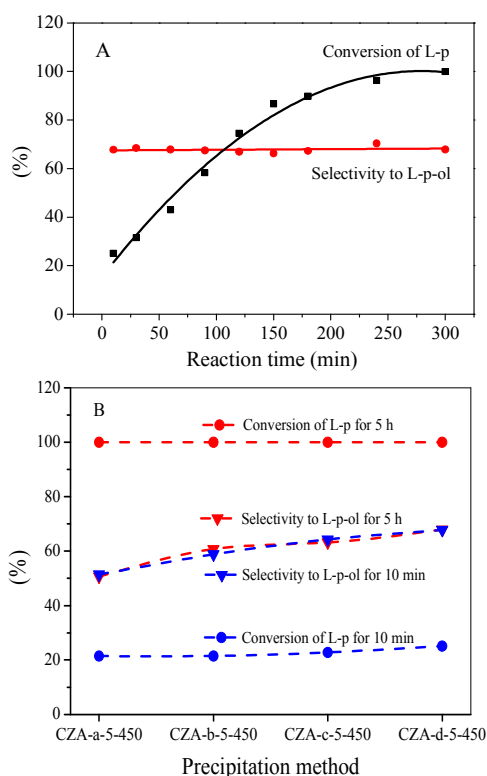 A
Conversion of L-p
Selectivity to L-p-ol
120
100
80
60
40
20
0
(%)
0 50 100 150 200 250 300
Reaction time (min)
B
Conversion of L-p for 5 h
Selectivity to L-p-ol for 5 h
Selectivity to L-p-ol for 10 min
Conversion of L-p for 10 min
120
100
80
60
40
20
0
(%)
CZA-a-5-450 CZA-b-5-450 CZA-c-5-450 CZA-d-5-450
Precipitation method